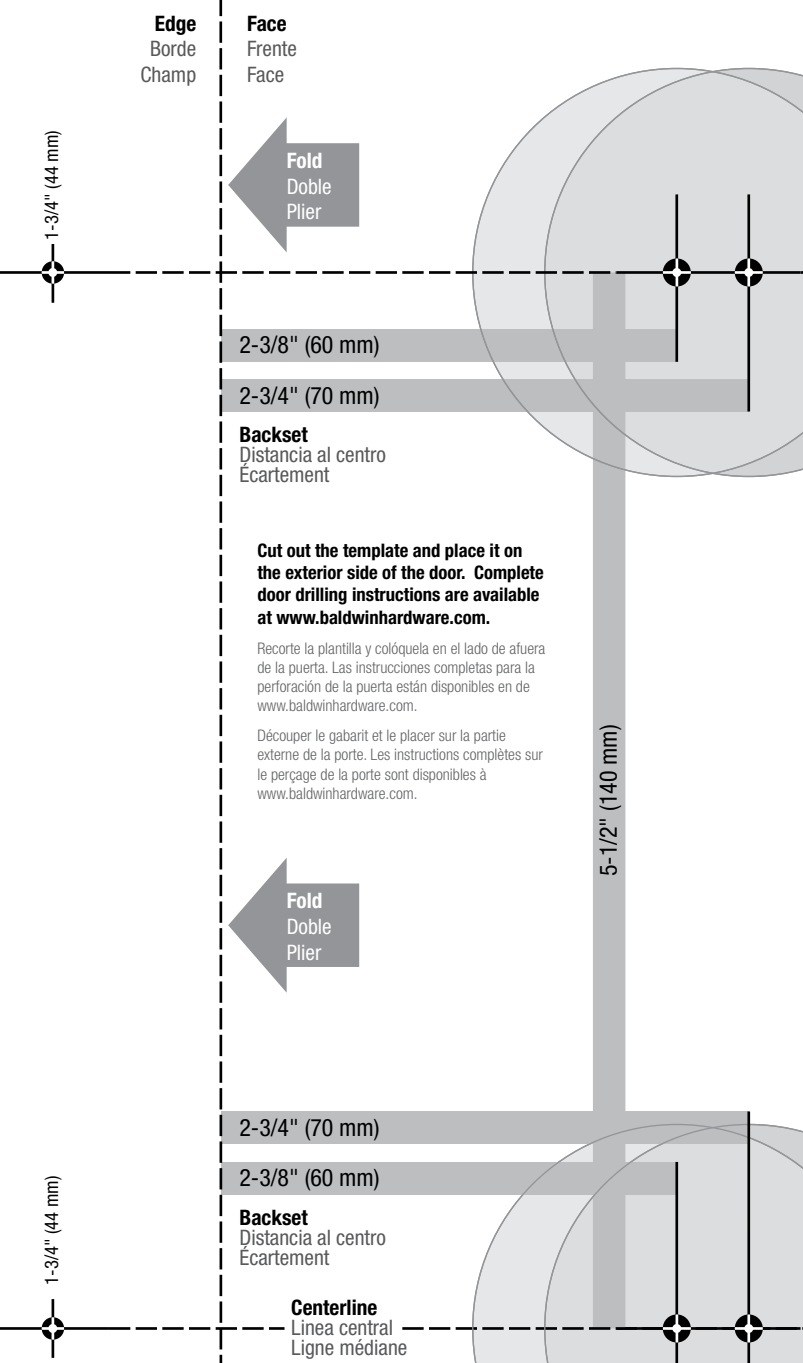 Edge
Borde
Champ
Face
Frente
Face
1-3/4" (44 mm)
Fold
Doble
Plier
2-3/8" (60 mm)
2-3/4" (70 mm)
Backset
Distancia al centro
Écartement
Cut out the template and place it on
the exterior side of the door. Complete
door drilling instructions are available
at www.baldwinhardware.com.
Recorte la plantilla y colóquela en el lado de afuera
de la puerta. Las instrucciones completas para la
perforación de la puerta están disponibles en de
www.baldwinhardware.com.
Découper le gabarit et le placer sur la partie
externe de la porte. Les instructions complètes sur
le perçage de la porte sont disponibles à
www.baldwinhardware.com.
5-1/2" (140 mm)
Fold
Doble
Plier
2-3/4" (70 mm)
2-3/8" (60 mm)
1-3/4" (44 mm)
Backset
Distancia al centro
Écartement
Centerline
Linea central
Ligne médiane